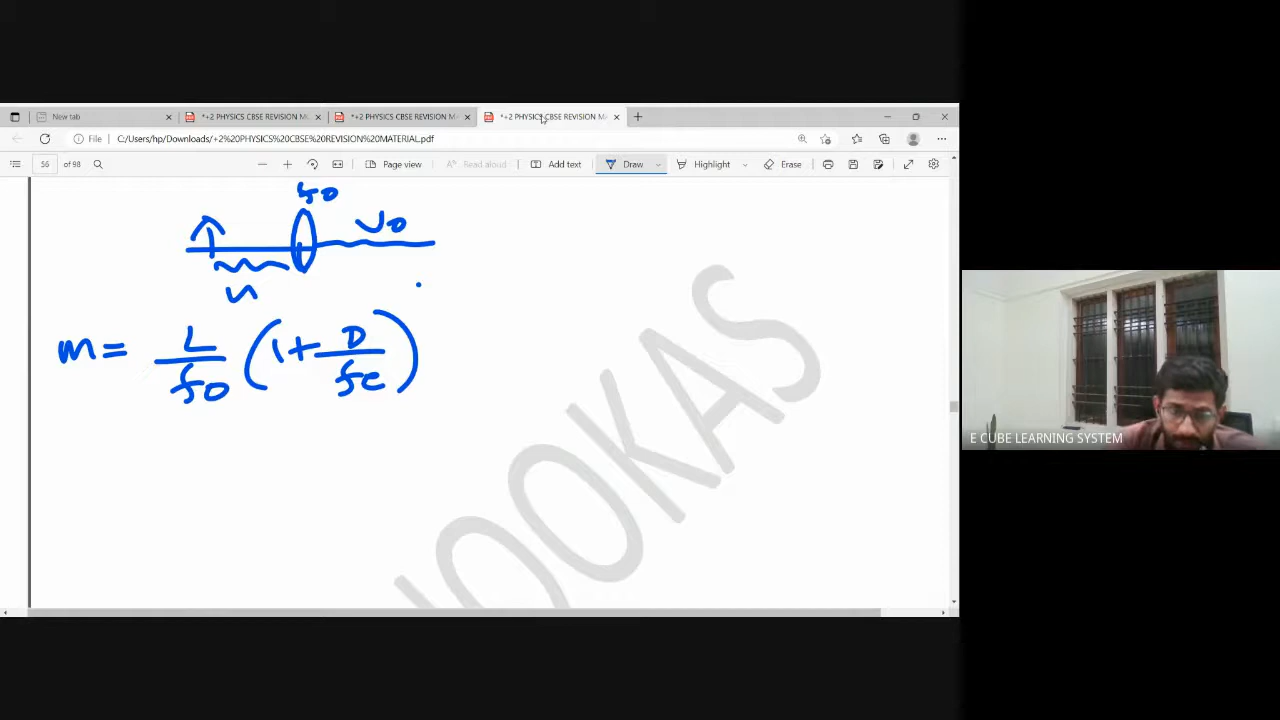 New tab
*+2 PHYSICS CBSE REVISION M
*+2 PHYSICS CBSE REVISION M
*+2 PHYSICS CBSE REVISION M
File C:/Users/hp/Downloads/+2%20PHYSICS%20CBSE%20REVISION%20MATERIAL.pdf
56 of 98 Page view Read aloud Add text Draw Highlight Erase
fo
vo
u
m = L/fo (1 + D/fe)
OOKAS
E CUBE LEARNING SYSTEM